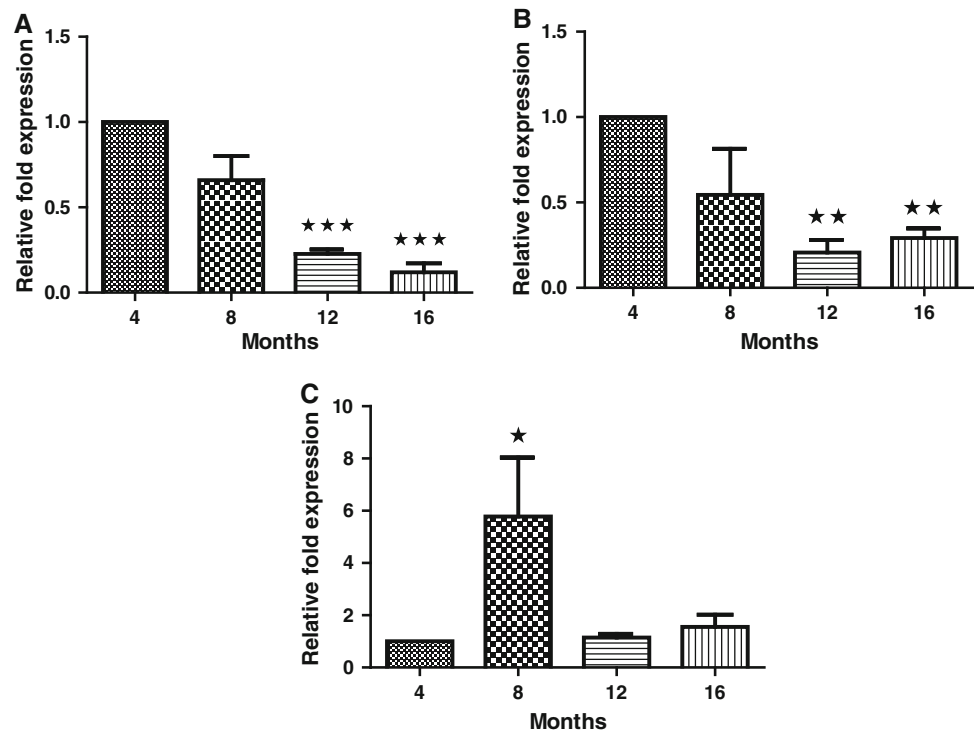 A
Relative fold expression
1.5
1.0
0.5
0.0
★★★
★★★
4 8 12 16
Months
B
Relative fold expression
1.5
1.0
0.5
0.0
★★
★★
4 8 12 16
Months
C
Relative fold expression
10
8
6
4
2
0
★
4 8 12 16
Months